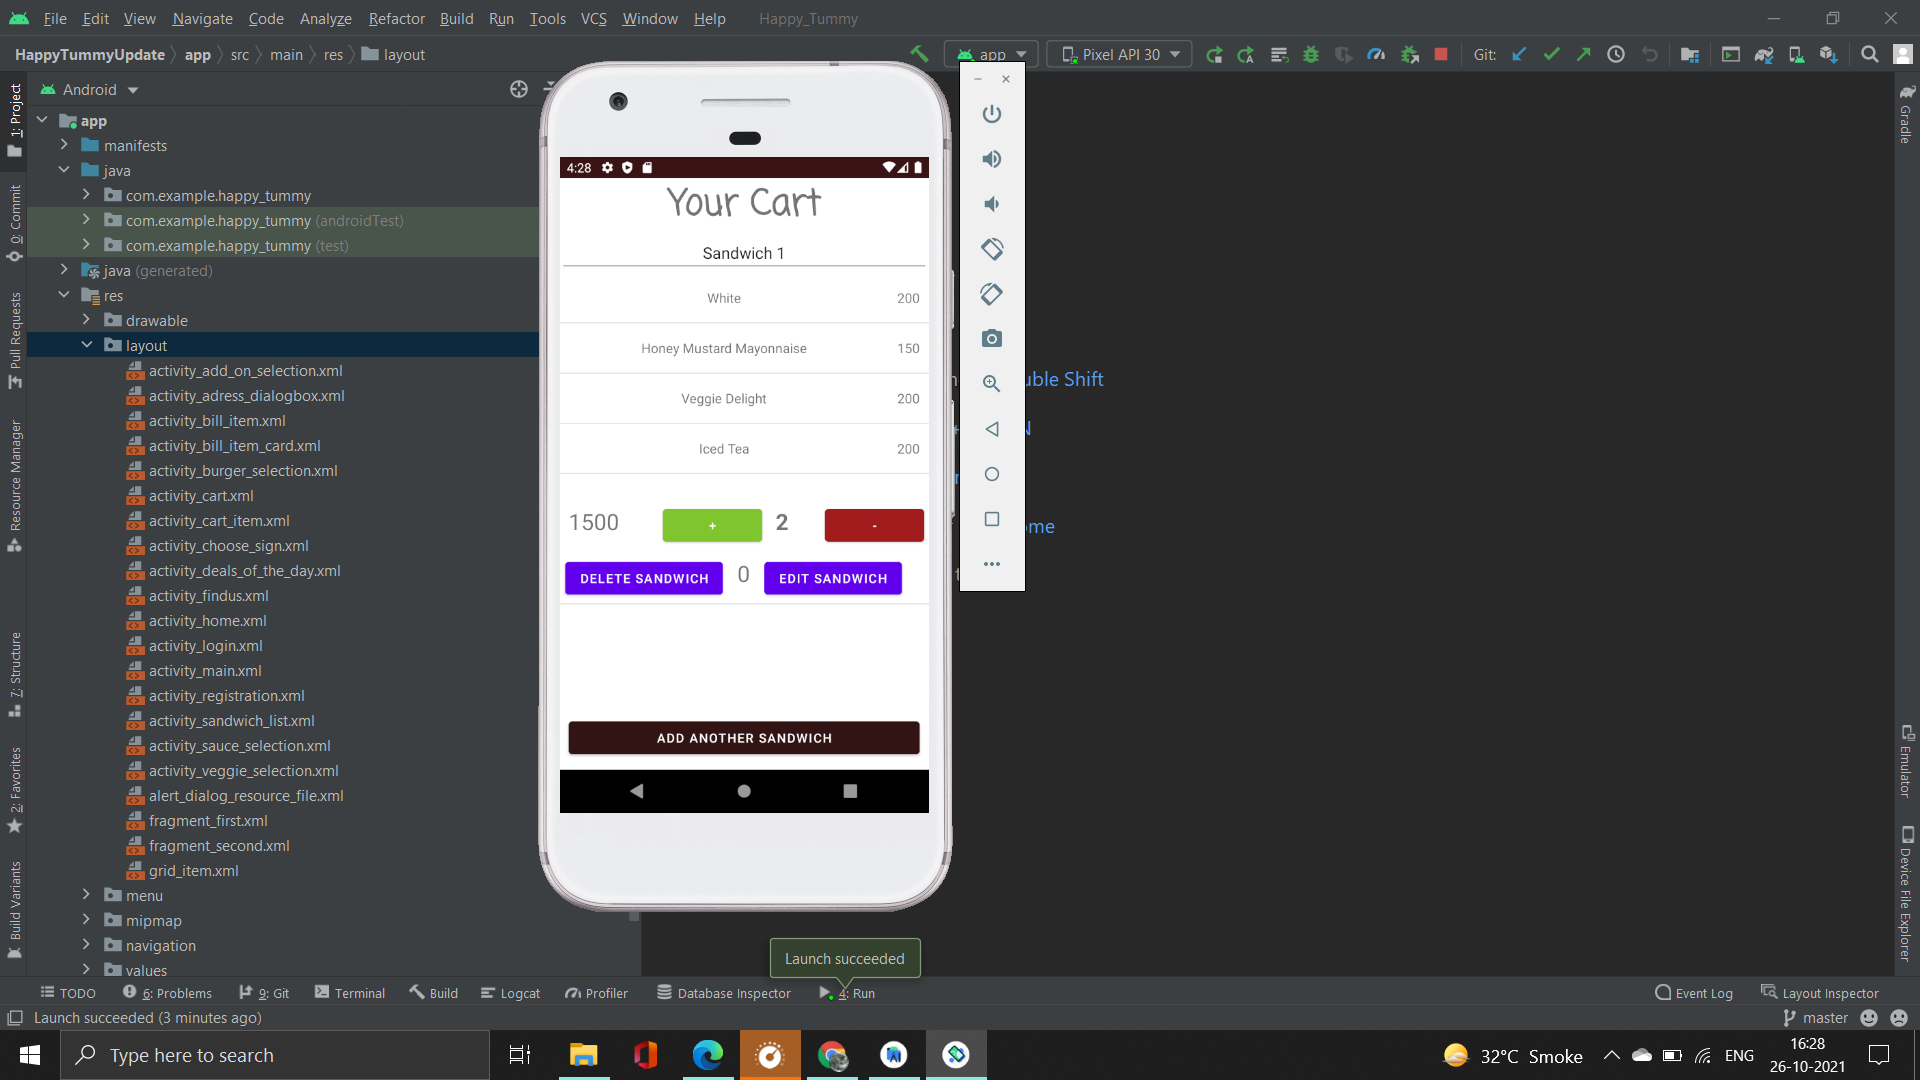 File Edit View Navigate Code Analyze Refactor Build Run Tools VCS Window Help Happy_Tummy
HappyTummyUpdate app src main res layout
app Pixel API 30 Git:
Android
app
manifests
java
com.example.happy_tummy
com.example.happy_tummy (androidTest)
com.example.happy_tummy (test)
java (generated)
res
drawable
layout
activity_add_on_selection.xml
activity_adress_dialogbox.xml
activity_bill_item.xml
activity_bill_item_card.xml
activity_burger_selection.xml
activity_cart.xml
activity_cart_item.xml
activity_choose_sign.xml
activity_deals_of_the_day.xml
activity_findus.xml
activity_home.xml
activity_login.xml
activity_main.xml
activity_registration.xml
activity_sandwich_list.xml
activity_sauce_selection.xml
activity_veggie_selection.xml
alert_dialog_resource_file.xml
fragment_first.xml
fragment_second.xml
grid_item.xml
menu
mipmap
navigation
values
1: Project
0: Commit
Pull Requests
Resource Manager
7: Structure
2: Favorites
Build Variants
4:28
Your Cart
Sandwich 1
White 200
Honey Mustard Mayonnaise 150
Veggie Delight 200
Iced Tea 200
1500 + 2 -
DELETE SANDWICH 0 EDIT SANDWICH
ADD ANOTHER SANDWICH
uble Shift
N
ome
Gradle
Emulator
Device File Explorer
Launch succeeded
TODO 6: Problems 9: Git Terminal Build Logcat Profiler Database Inspector 4: Run Event Log Layout Inspector
Launch succeeded (3 minutes ago) master
Type here to search
32°C Smoke ENG
16:28
26-10-2021